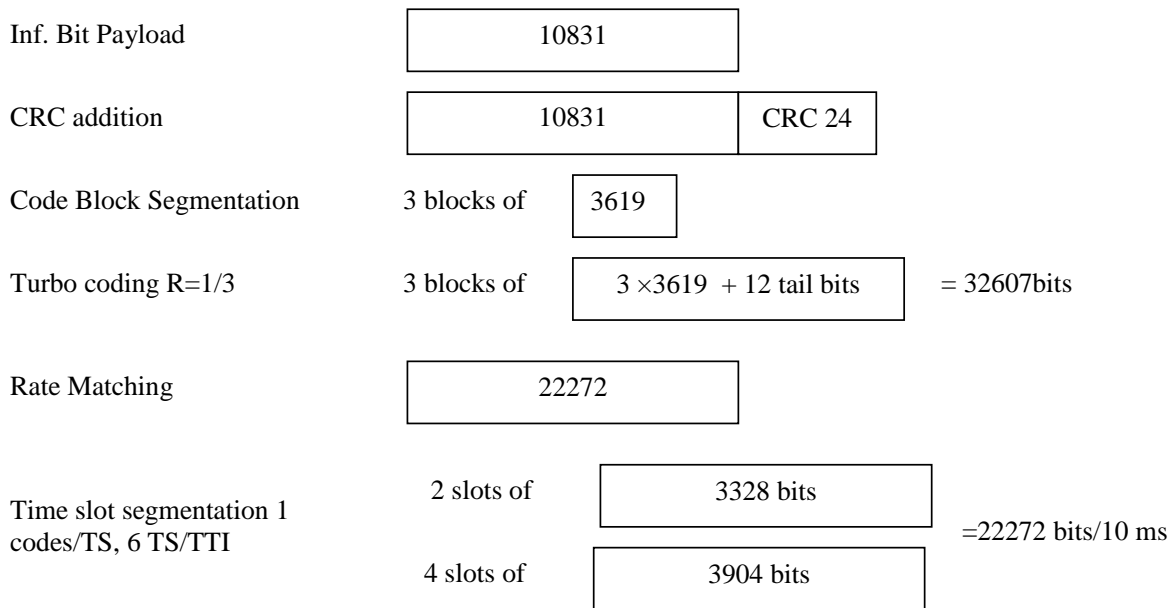 Inf. Bit Payload 10831
CRC addition 10831 CRC 24
Code Block Segmentation 3 blocks of 3619
Turbo coding R=1/3 3 blocks of 3 ×3619 + 12 tail bits = 32607bits
Rate Matching 22272
2 slots of 3328 bits
Time slot segmentation 1
codes/TS, 6 TS/TTI
=22272 bits/10 ms
4 slots of 3904 bits